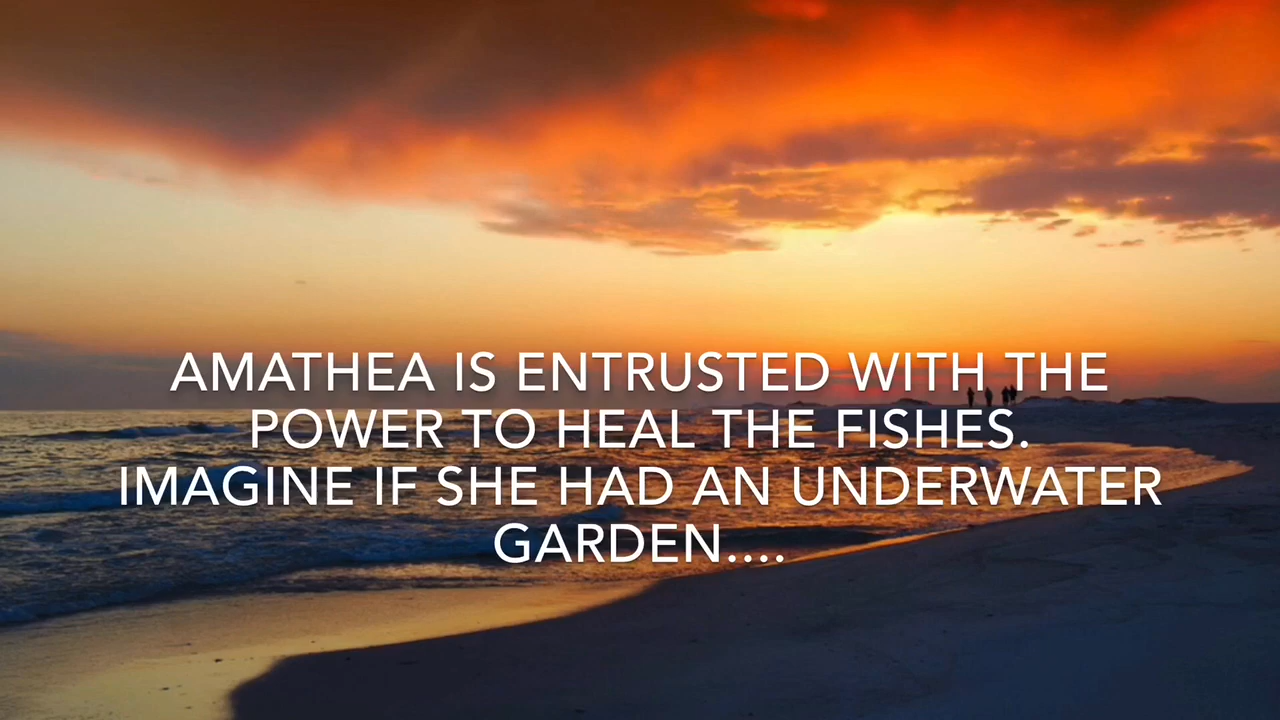 AMATHEA IS ENTRUSTED WITH THE
POWER TO HEAL THE FISHES.
IMAGINE IF SHE HAD AN UNDERWATER
GARDEN....